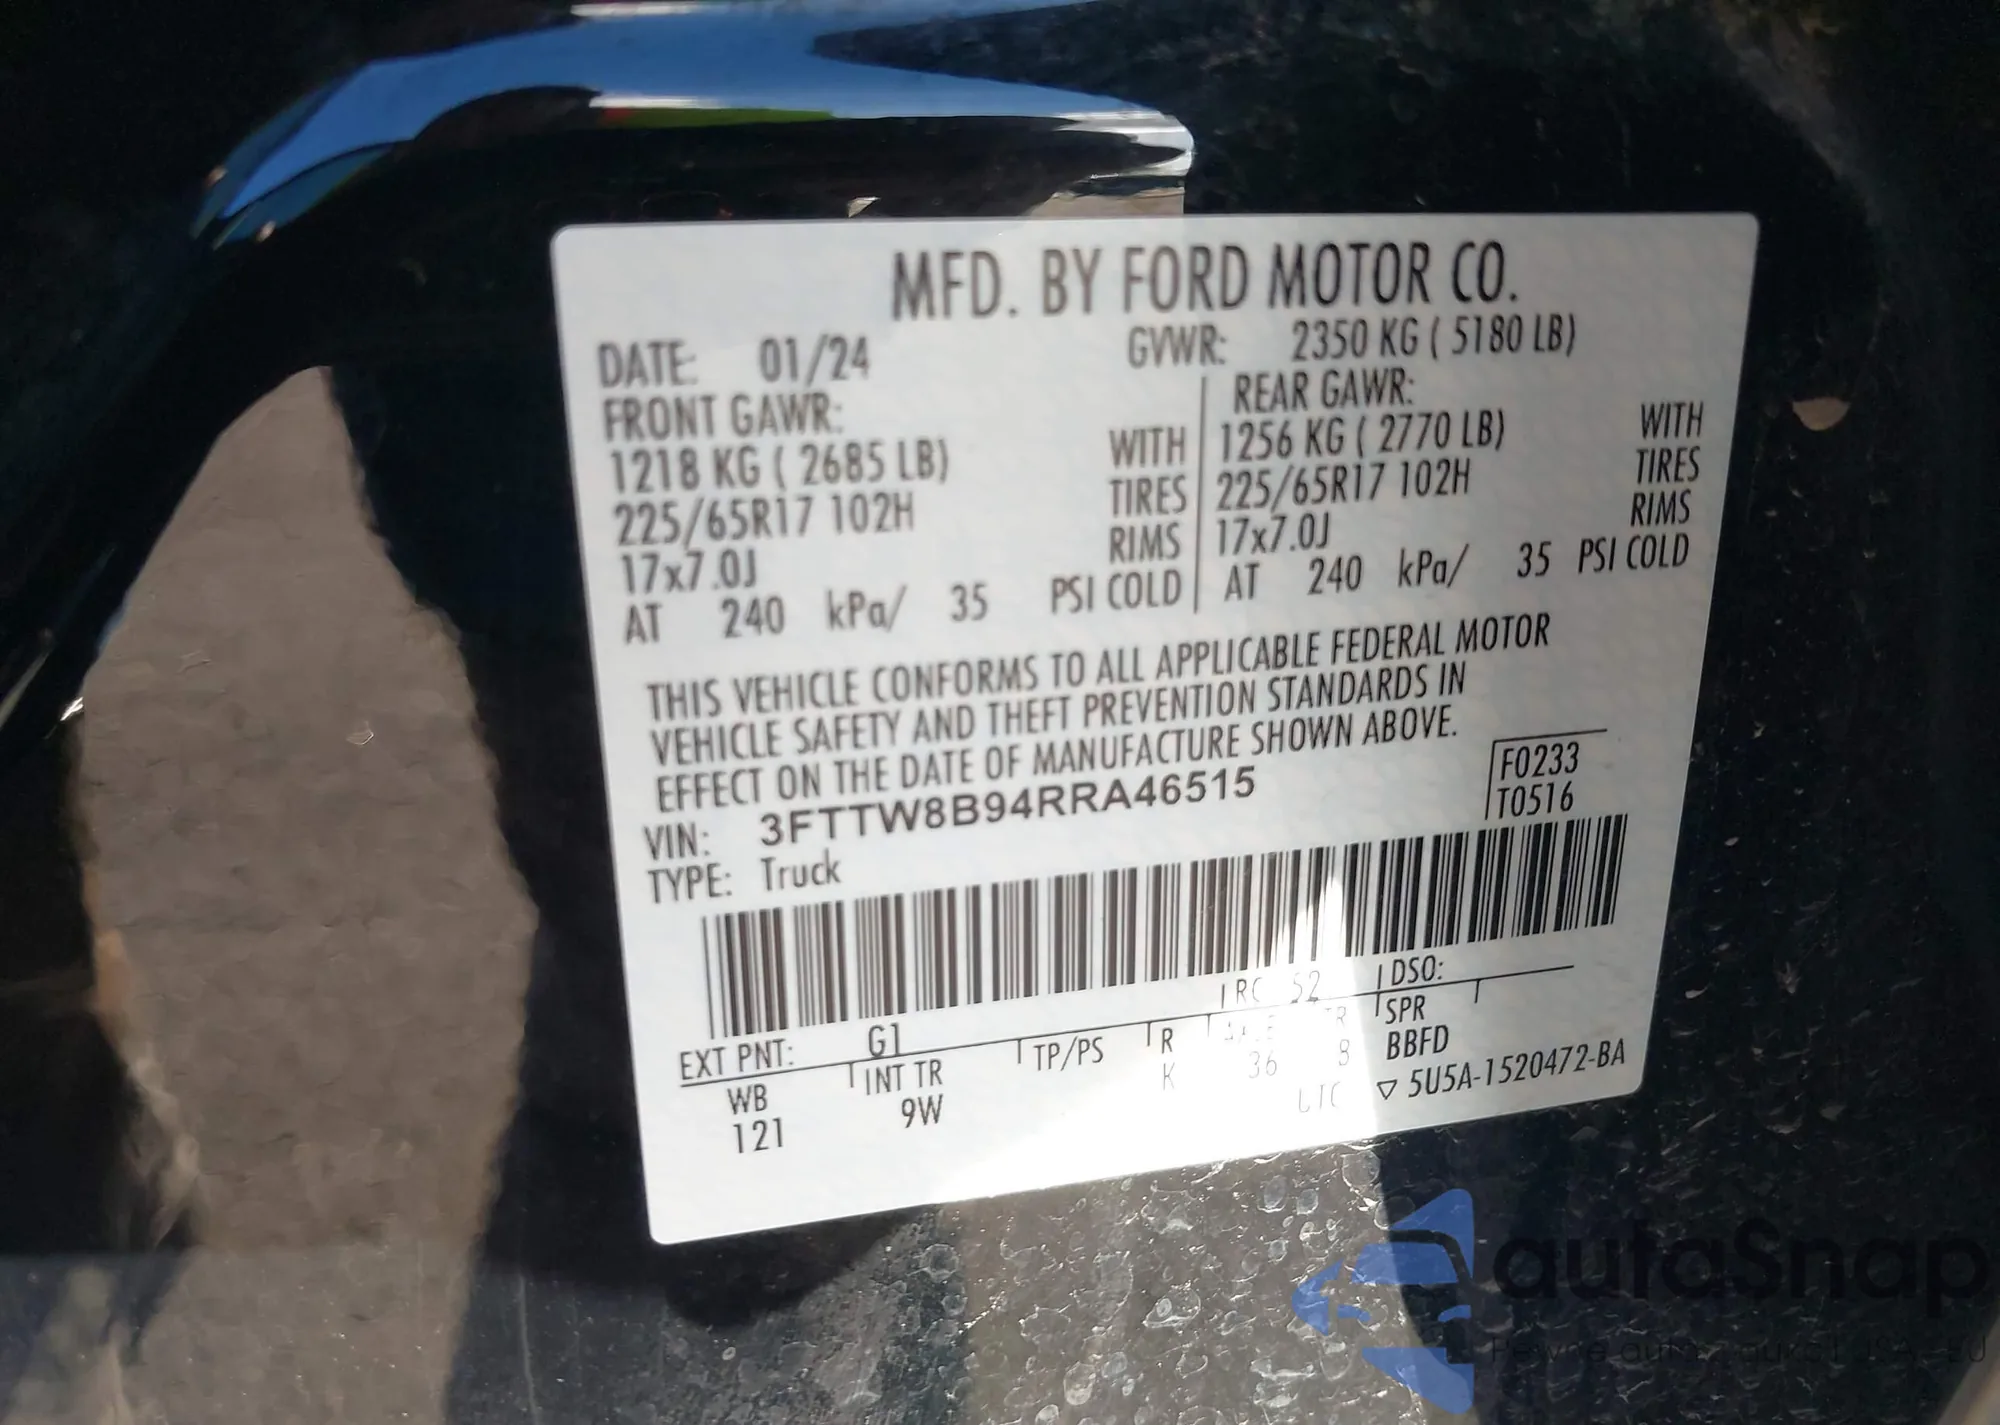 MFD. BY FORD MOTOR CO.
DATE: 01/24 GVWR: 2350 KG ( 5180 LB)
FRONT GAWR: REAR GAWR:
1218 KG ( 2685 LB) WITH 1256 KG ( 2770 LB) WITH
225/65R17 102H TIRES 225/65R17 102H TIRES
17x7.0J RIMS 17x7.0J RIMS
AT 240 kPa/ 35 PSI COLD AT 240 kPa/ 35 PSI COLD
THIS VEHICLE CONFORMS TO ALL APPLICABLE FEDERAL MOTOR
VEHICLE SAFETY AND THEFT PREVENTION STANDARDS IN
EFFECT ON THE DATE OF MANUFACTURE SHOWN ABOVE.
VIN: 3FTTW8B94RRA46515 F0233
TYPE: Truck T0516
RC 52 DSO:
EXT PNT: G1
WB INT TR TP/PS R TR SPR
121 9W K 36 8 BBFD
▽ 5U5A-1520472-BA
autoSnap